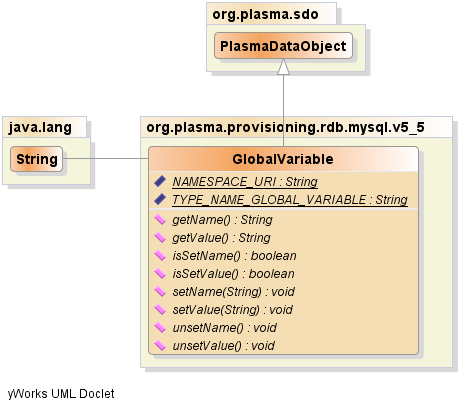 org.plasma.sdo
PlasmaDataObject
java.lang
String
org.plasma.provisioning.rdb.mysql.v5_5
GlobalVariable
NAMESPACE_URI : String
TYPE_NAME_GLOBAL_VARIABLE : String
getName() : String
getValue() : String
isSetName() : boolean
isSetValue() : boolean
setName(String) : void
setValue(String) : void
unsetName() : void
unsetValue() : void
yWorks UML Doclet